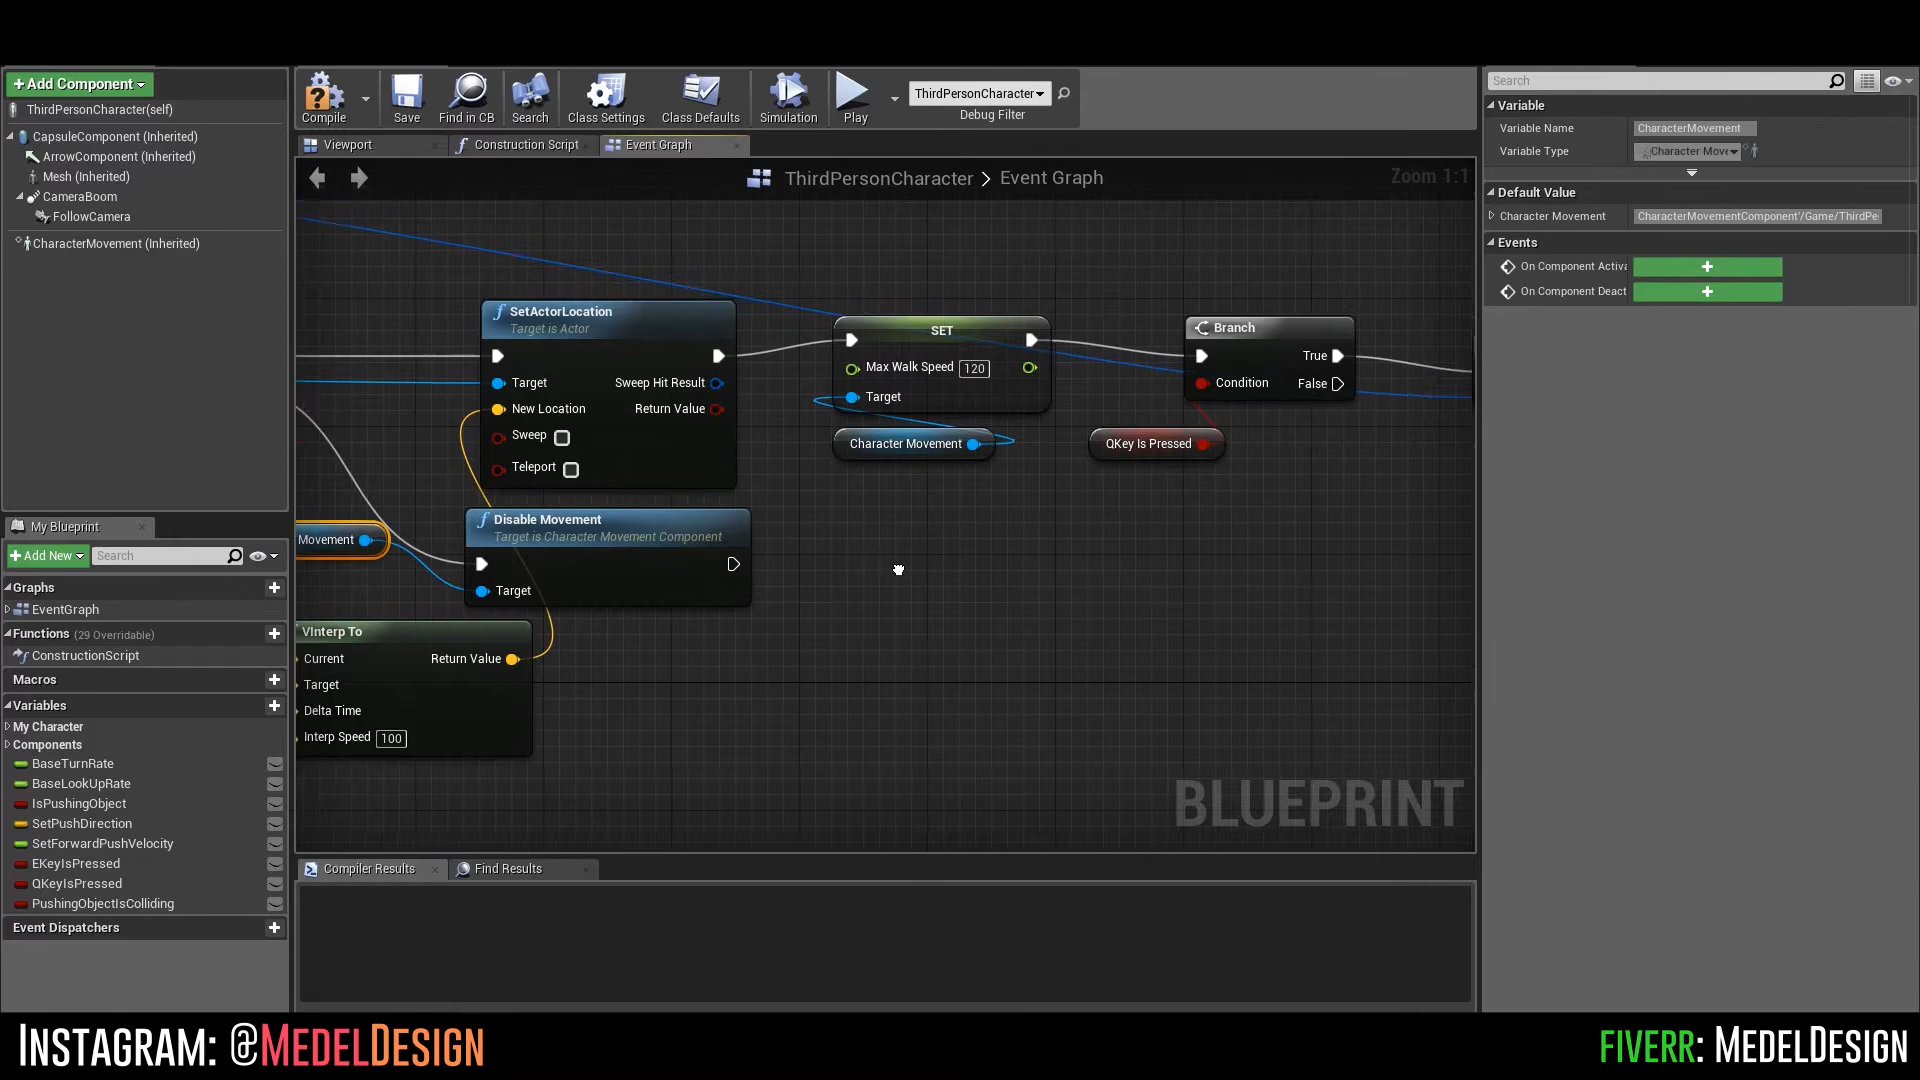 Add Component
ThirdPersonCharacter(self)
CapsuleComponent (Inherited)
ArrowComponent (Inherited)
Mesh (Inherited)
CameraBoom
FollowCamera
CharacterMovement (Inherited)
My Blueprint
Add New
Search
Graphs
EventGraph
Functions (29 Overridable)
ConstructionScript
Macros
Variables
My Character
Components
BaseTurnRate
BaseLookUpRate
IsPushingObject
SetPushDirection
SetForwardPushVelocity
EKeyIsPressed
QKeyIsPressed
PushingObjectIsColliding
Event Dispatchers
Compile
Save
Find in CB
Search
Class Settings
Class Defaults
Simulation
Play
ThirdPersonCharacter
Debug Filter
Viewport
Construction Script
Event Graph
ThirdPersonCharacter > Event Graph
Zoom 1:1
SetActorLocation
Target is Actor
Target
Sweep Hit Result
New Location
Return Value
Sweep
Teleport
SET
Max Walk Speed 120
Target
Character Movement
Branch
True
Condition
False
QKey Is Pressed
Movement
Disable Movement
Target is Character Movement Component
Target
VInterp To
Current
Return Value
Target
Delta Time
Interp Speed 100
BLUEPRINT
Compiler Results
Find Results
Search
Variable
Variable Name
CharacterMovement
Variable Type
Character Move
Default Value
Character Movement
CharacterMovementComponent'/Game/ThirdPe
Events
On Component Activa
On Component Deact
INSTAGRAM: @MEDELDESIGN
FIVERR: MEDELDESIGN